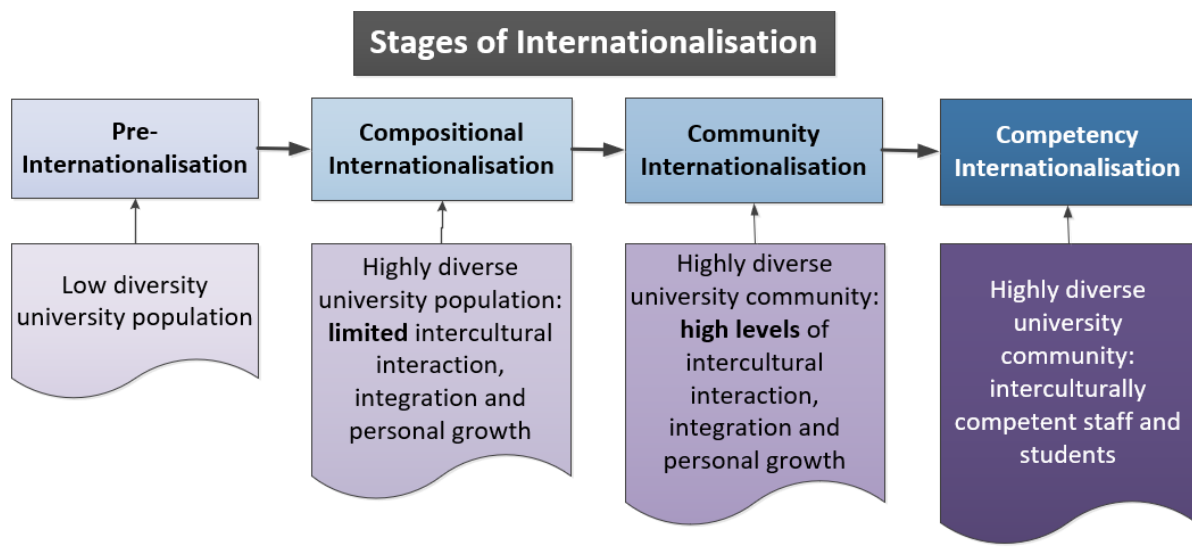 Stages of Internationalisation
Pre-
Internationalisation
Compositional
Internationalisation
Community
Internationalisation
Competency
Internationalisation
Low diversity
university population
Highly diverse
university population:
limited intercultural
interaction,
integration and
personal growth
Highly diverse
university community:
high levels of
intercultural
interaction,
integration and
personal growth
Highly diverse
university
community:
interculturally
competent staff and
students